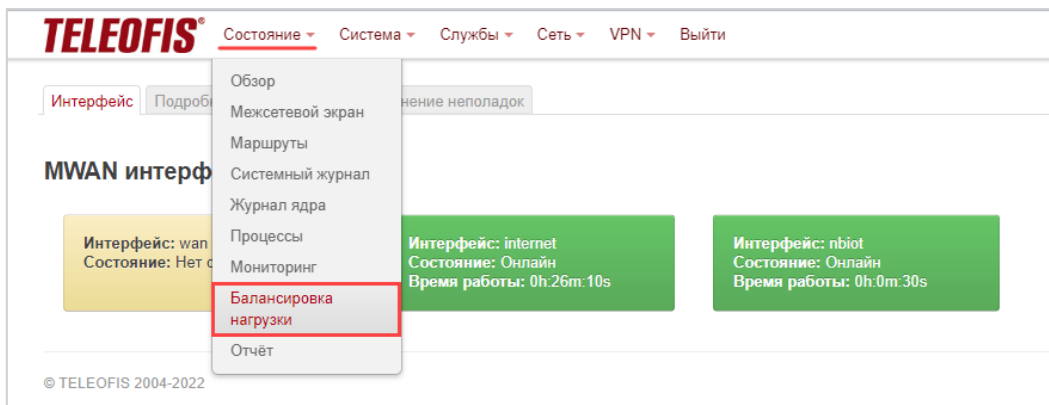 TELEOFIS®
Состояние Система Службы Сеть VPN Выйти
Обзор
Межсетевой экран
Маршруты
Системный журнал
Журнал ядра
Процессы
Мониторинг
Балансировка
нагрузки
Отчёт
Интерфейс
неполадок
MWAN
Интерфейс: wan
Состояние: Нет
Интерфейс: internet
Состояние: Онлайн
Время работы: 0h:26m:10s
Интерфейс: nbiot
Состояние: Онлайн
Время работы: 0h:0m:30s
© TELEOFIS 2004-2022